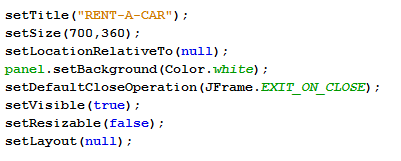 setTitle("RENT-A-CAR");
setSize(700,360);
setLocationRelativeTo(null);
panel.setBackground(Color.white);
setDefaultCloseOperation(JFrame.EXIT_ON_CLOSE);
setVisible(true);
setResizable(false);
setLayout(null);